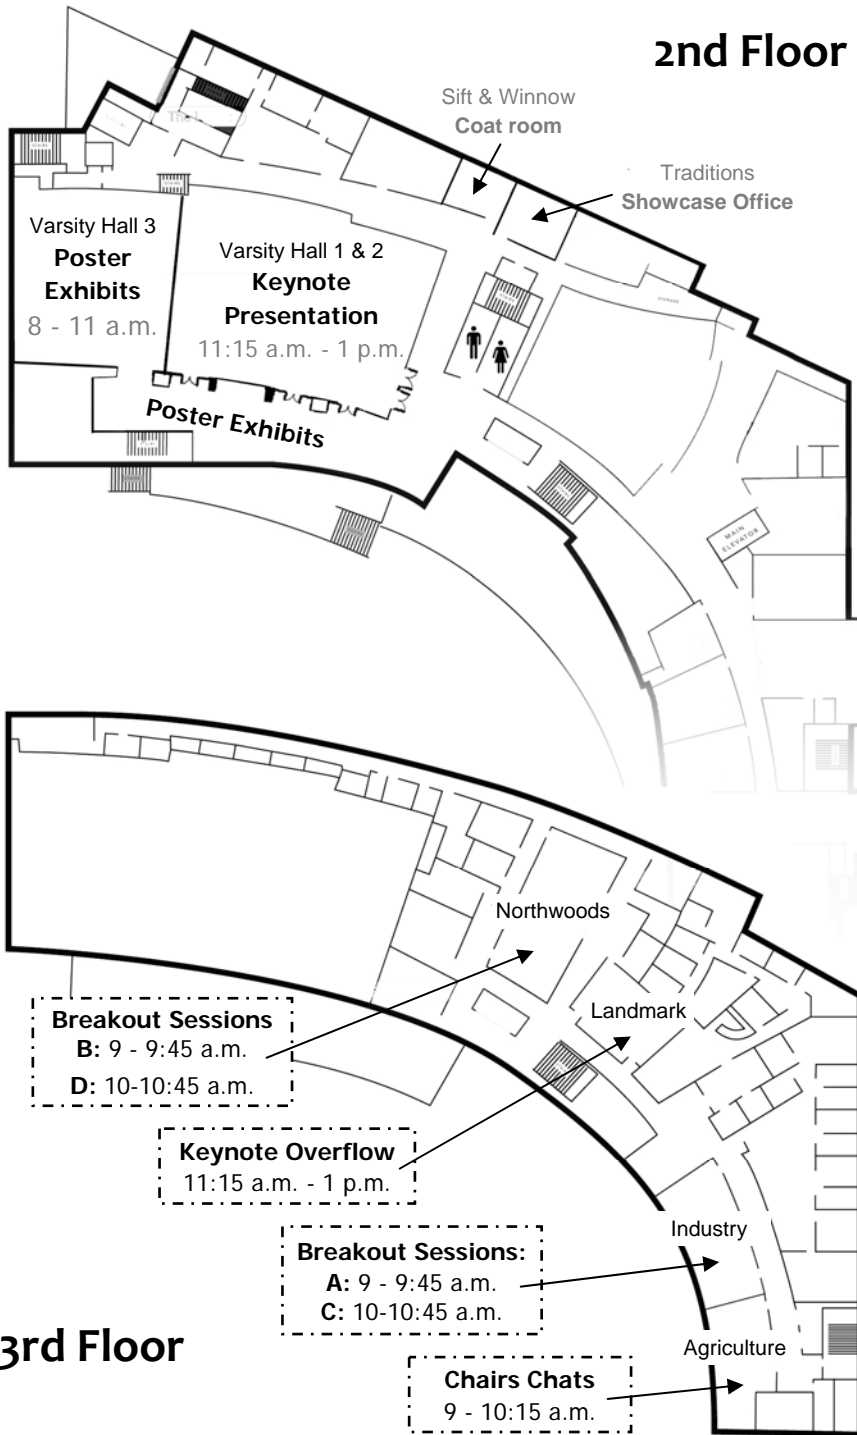 2nd Floor
Sift & Winnow
Coat room
Traditions
Showcase Office
Varsity Hall 3
Poster
Exhibits
8 - 11 a.m.
Varsity Hall 1 & 2
Keynote
Presentation
11:15 a.m. - 1 p.m.
Poster Exhibits
STORAGE
MAIN
ELEVATOR
Northwoods
Landmark
Breakout Sessions
B: 9 - 9:45 a.m.
D: 10-10:45 a.m.
Keynote Overflow
11:15 a.m. - 1 p.m.
Industry
Breakout Sessions:
A: 9 - 9:45 a.m.
C: 10-10:45 a.m.
3rd Floor
Agriculture
Chairs Chats
9 - 10:15 a.m.